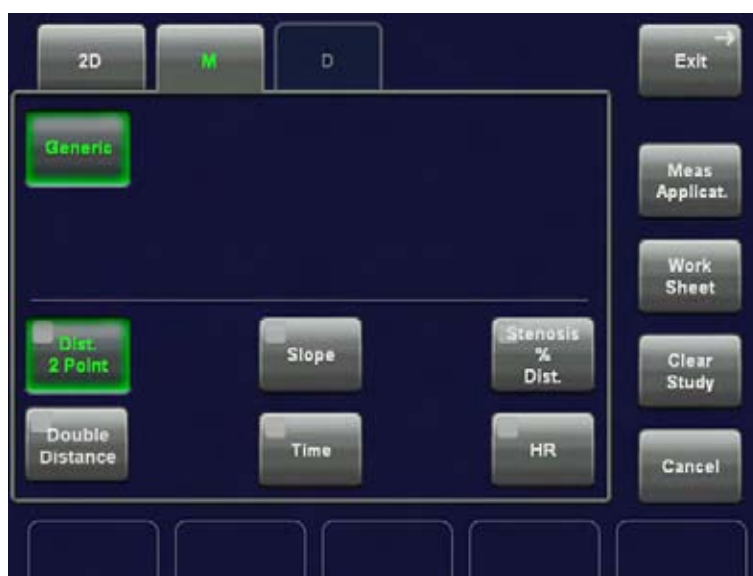 2D
M
D
Exit
Generic
Meas
Applicat.
Work
Sheet
Dist.
2 Point
Slope
Stenosis
%
Dist.
Clear
Study
Double
Distance
Time
HR
Cancel